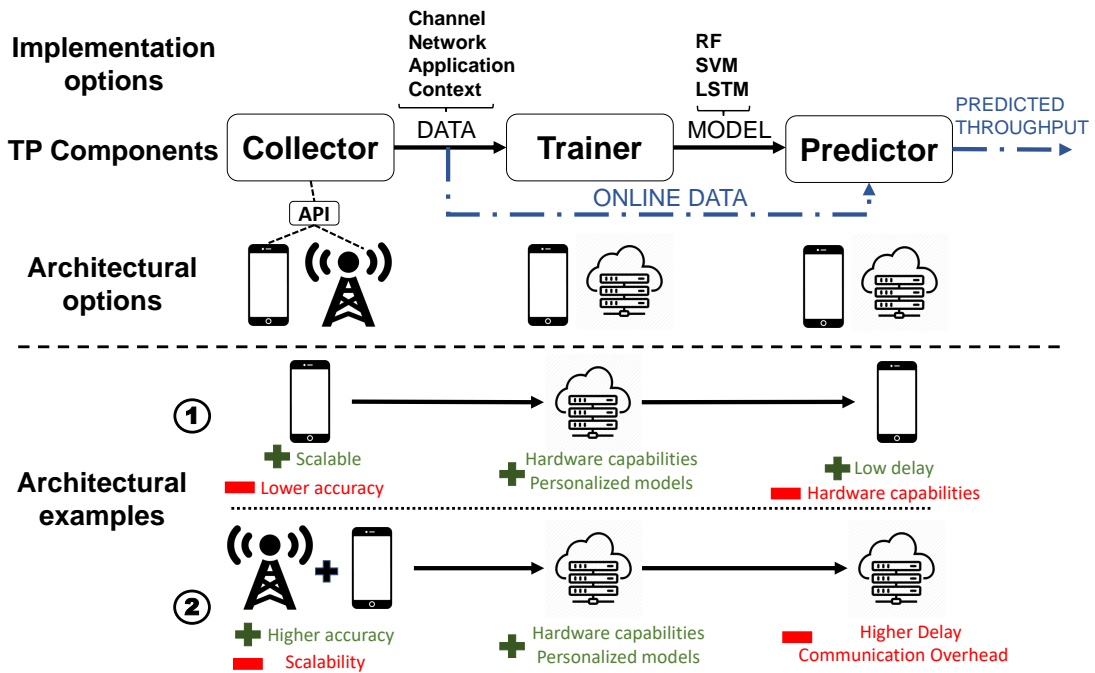 Implementation
options
Channel
Network
Application
Context
RF
SVM
LSTM
PREDICTED
THROUGHPUT
TP Components
Collector
DATA
Trainer
MODEL
Predictor
ONLINE DATA
API
Architectural
options
Architectural
examples
1
Scalable
Lower accuracy
Hardware capabilities
Personalized models
Low delay
Hardware capabilities
2
Higher accuracy
Scalability
Hardware capabilities
Personalized models
Higher Delay
Communication Overhead